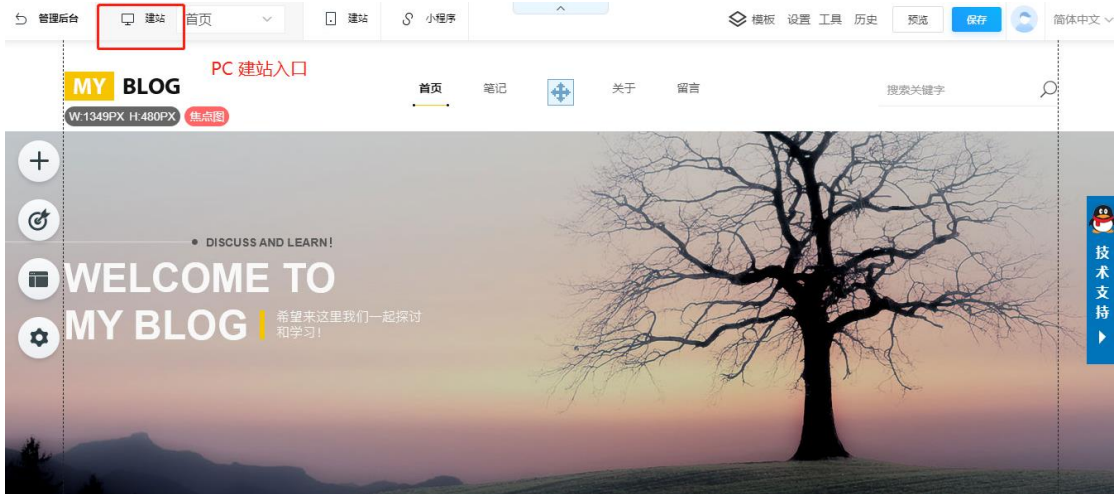 管理后台 建站 首页 建站 小程序 模板 设置 工具 历史 预览 保存 简体中文
PC 建站入口
MY BLOG 首页 笔记 关于 留言 搜索关键字
W:1349PX H:480PX 焦点图
DISCUSS AND LEARN!
WELCOME TO
MY BLOG
希望来这里我们一起探讨
和学习!
技术支持